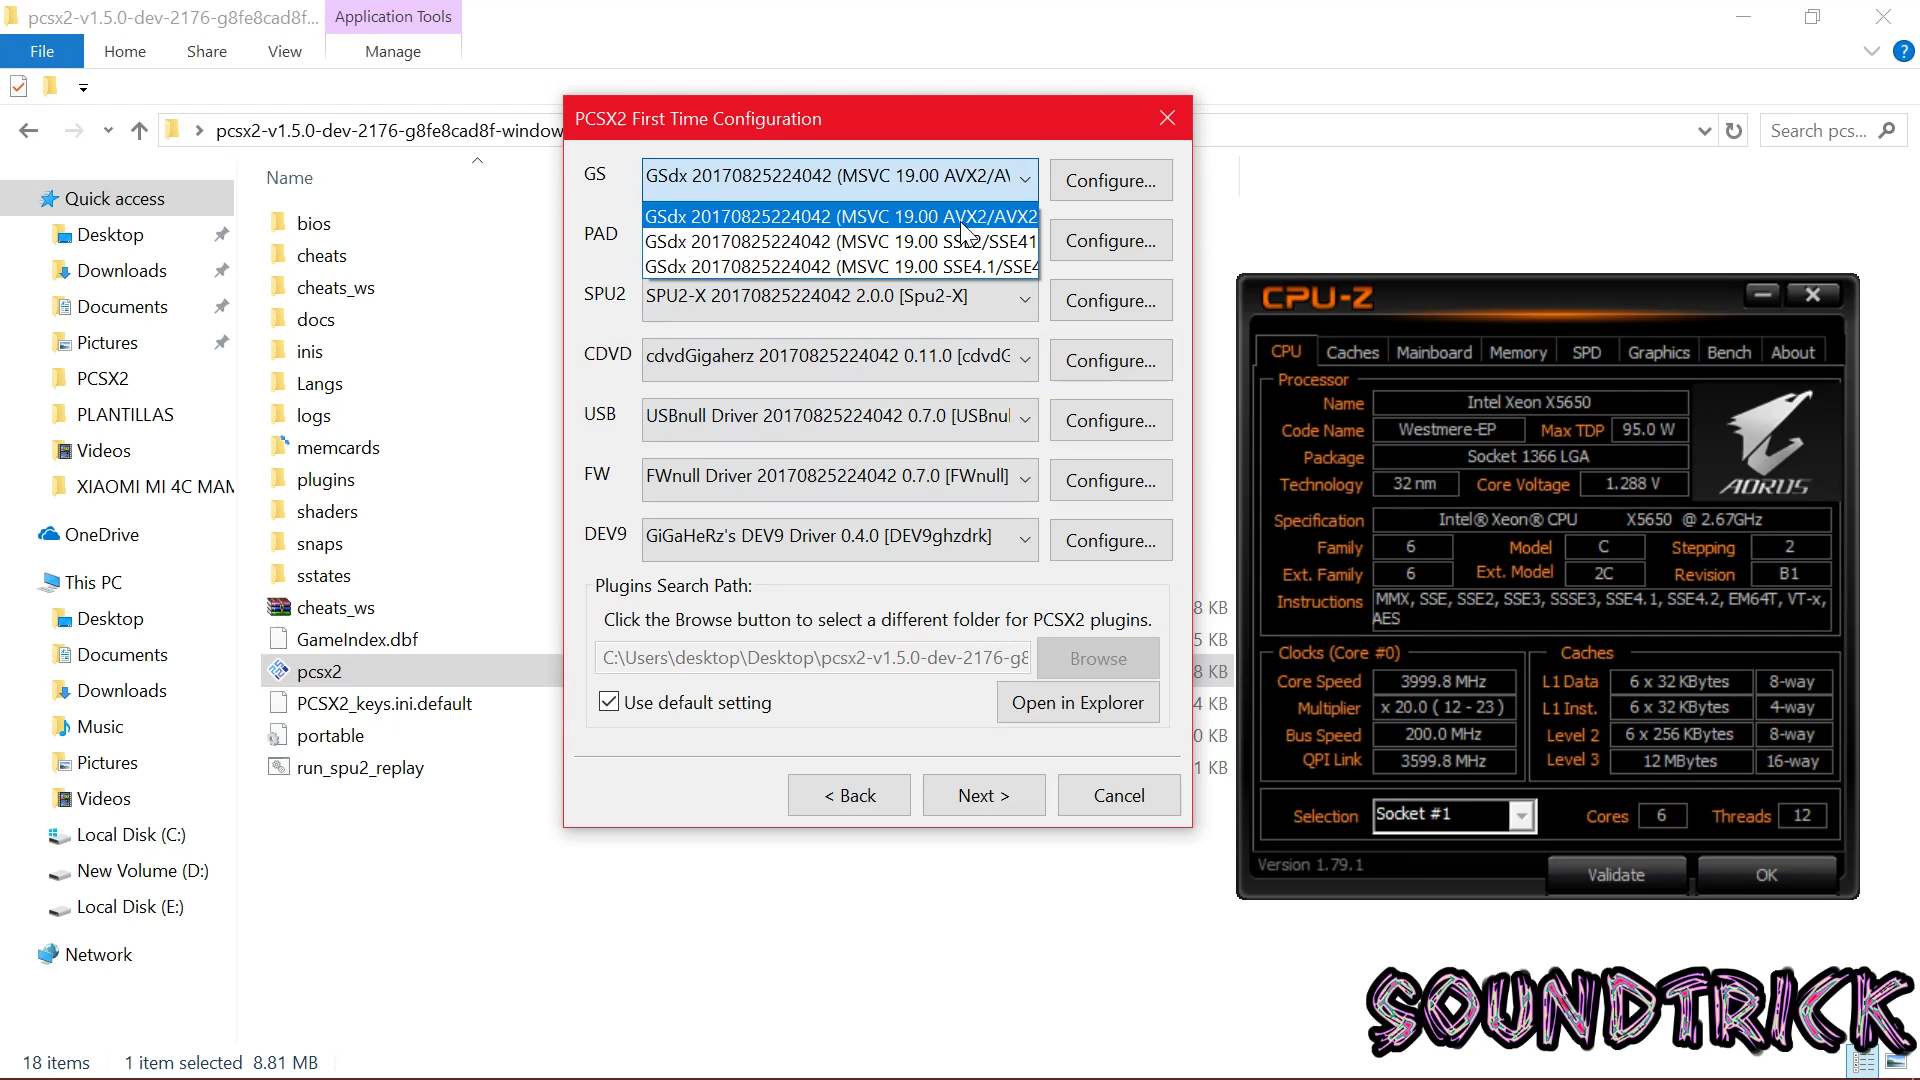 pcsx2-v1.5.0-dev-2176-g8fe8cad8f...
Application Tools
File
Home
Share
View
Manage
pcsx2-v1.5.0-dev-2176-g8fe8cad8f-window
Search pcs...
Quick access
Desktop
Downloads
Documents
Pictures
PCSX2
PLANTILLAS
Videos
XIAOMI MI 4C MAM
OneDrive
This PC
Desktop
Documents
Downloads
Music
Pictures
Videos
Local Disk (C:)
New Volume (D:)
Local Disk (E:)
Network
Name
bios
cheats
cheats_ws
docs
inis
Langs
logs
memcards
plugins
shaders
snaps
sstates
cheats_ws
GameIndex.dbf
pcsx2
PCSX2_keys.ini.default
portable
run_spu2_replay
8 KB
5 KB
8 KB
4 KB
0 KB
1 KB
PCSX2 First Time Configuration
GS
GSdx 20170825224042 (MSVC 19.00 AVX2/AV
Configure...
GSdx 20170825224042 (MSVC 19.00 AVX2/AVX2
GSdx 20170825224042 (MSVC 19.00 SSE2/SSE41
GSdx 20170825224042 (MSVC 19.00 SSE4.1/SSE4
PAD
Configure...
SPU2
SPU2-X 20170825224042 2.0.0 [Spu2-X]
Configure...
CDVD
cdvdGigaherz 20170825224042 0.11.0 [cdvdG
Configure...
USB
USBnull Driver 20170825224042 0.7.0 [USBnul
Configure...
FW
FWnull Driver 20170825224042 0.7.0 [FWnull]
Configure...
DEV9
GiGaHeRz's DEV9 Driver 0.4.0 [DEV9ghzdrk]
Configure...
Plugins Search Path:
Click the Browse button to select a different folder for PCSX2 plugins.
C:\Users\desktop\Desktop\pcsx2-v1.5.0-dev-2176-g8
Browse
Use default setting
Open in Explorer
< Back
Next >
Cancel
CPU-Z
CPU
Caches
Mainboard
Memory
SPD
Graphics
Bench
About
Processor
Name
Intel Xeon X5650
Code Name
Westmere-EP
Max TDP
95.0 W
Package
Socket 1366 LGA
Technology
32 nm
Core Voltage
1.288 V
AORUS
Specification
Intel® Xeon® CPU X5650 @ 2.67GHz
Family
6
Model
C
Stepping
2
Ext. Family
6
Ext. Model
2C
Revision
B1
Instructions
MMX, SSE, SSE2, SSE3, SSSE3, SSE4.1, SSE4.2, EM64T, VT-x,
AES
Clocks (Core #0)
Core Speed
3999.8 MHz
Multiplier
x 20.0 ( 12 - 23 )
Bus Speed
200.0 MHz
QPI Link
3599.8 MHz
Caches
L1 Data
6 x 32 KBytes
8-way
L1 Inst.
6 x 32 KBytes
4-way
Level 2
6 x 256 KBytes
8-way
Level 3
12 MBytes
16-way
Selection
Socket #1
Cores
6
Threads
12
Version 1.79.1
Validate
OK
SOUNDTRICK
18 items
1 item selected 8.81 MB